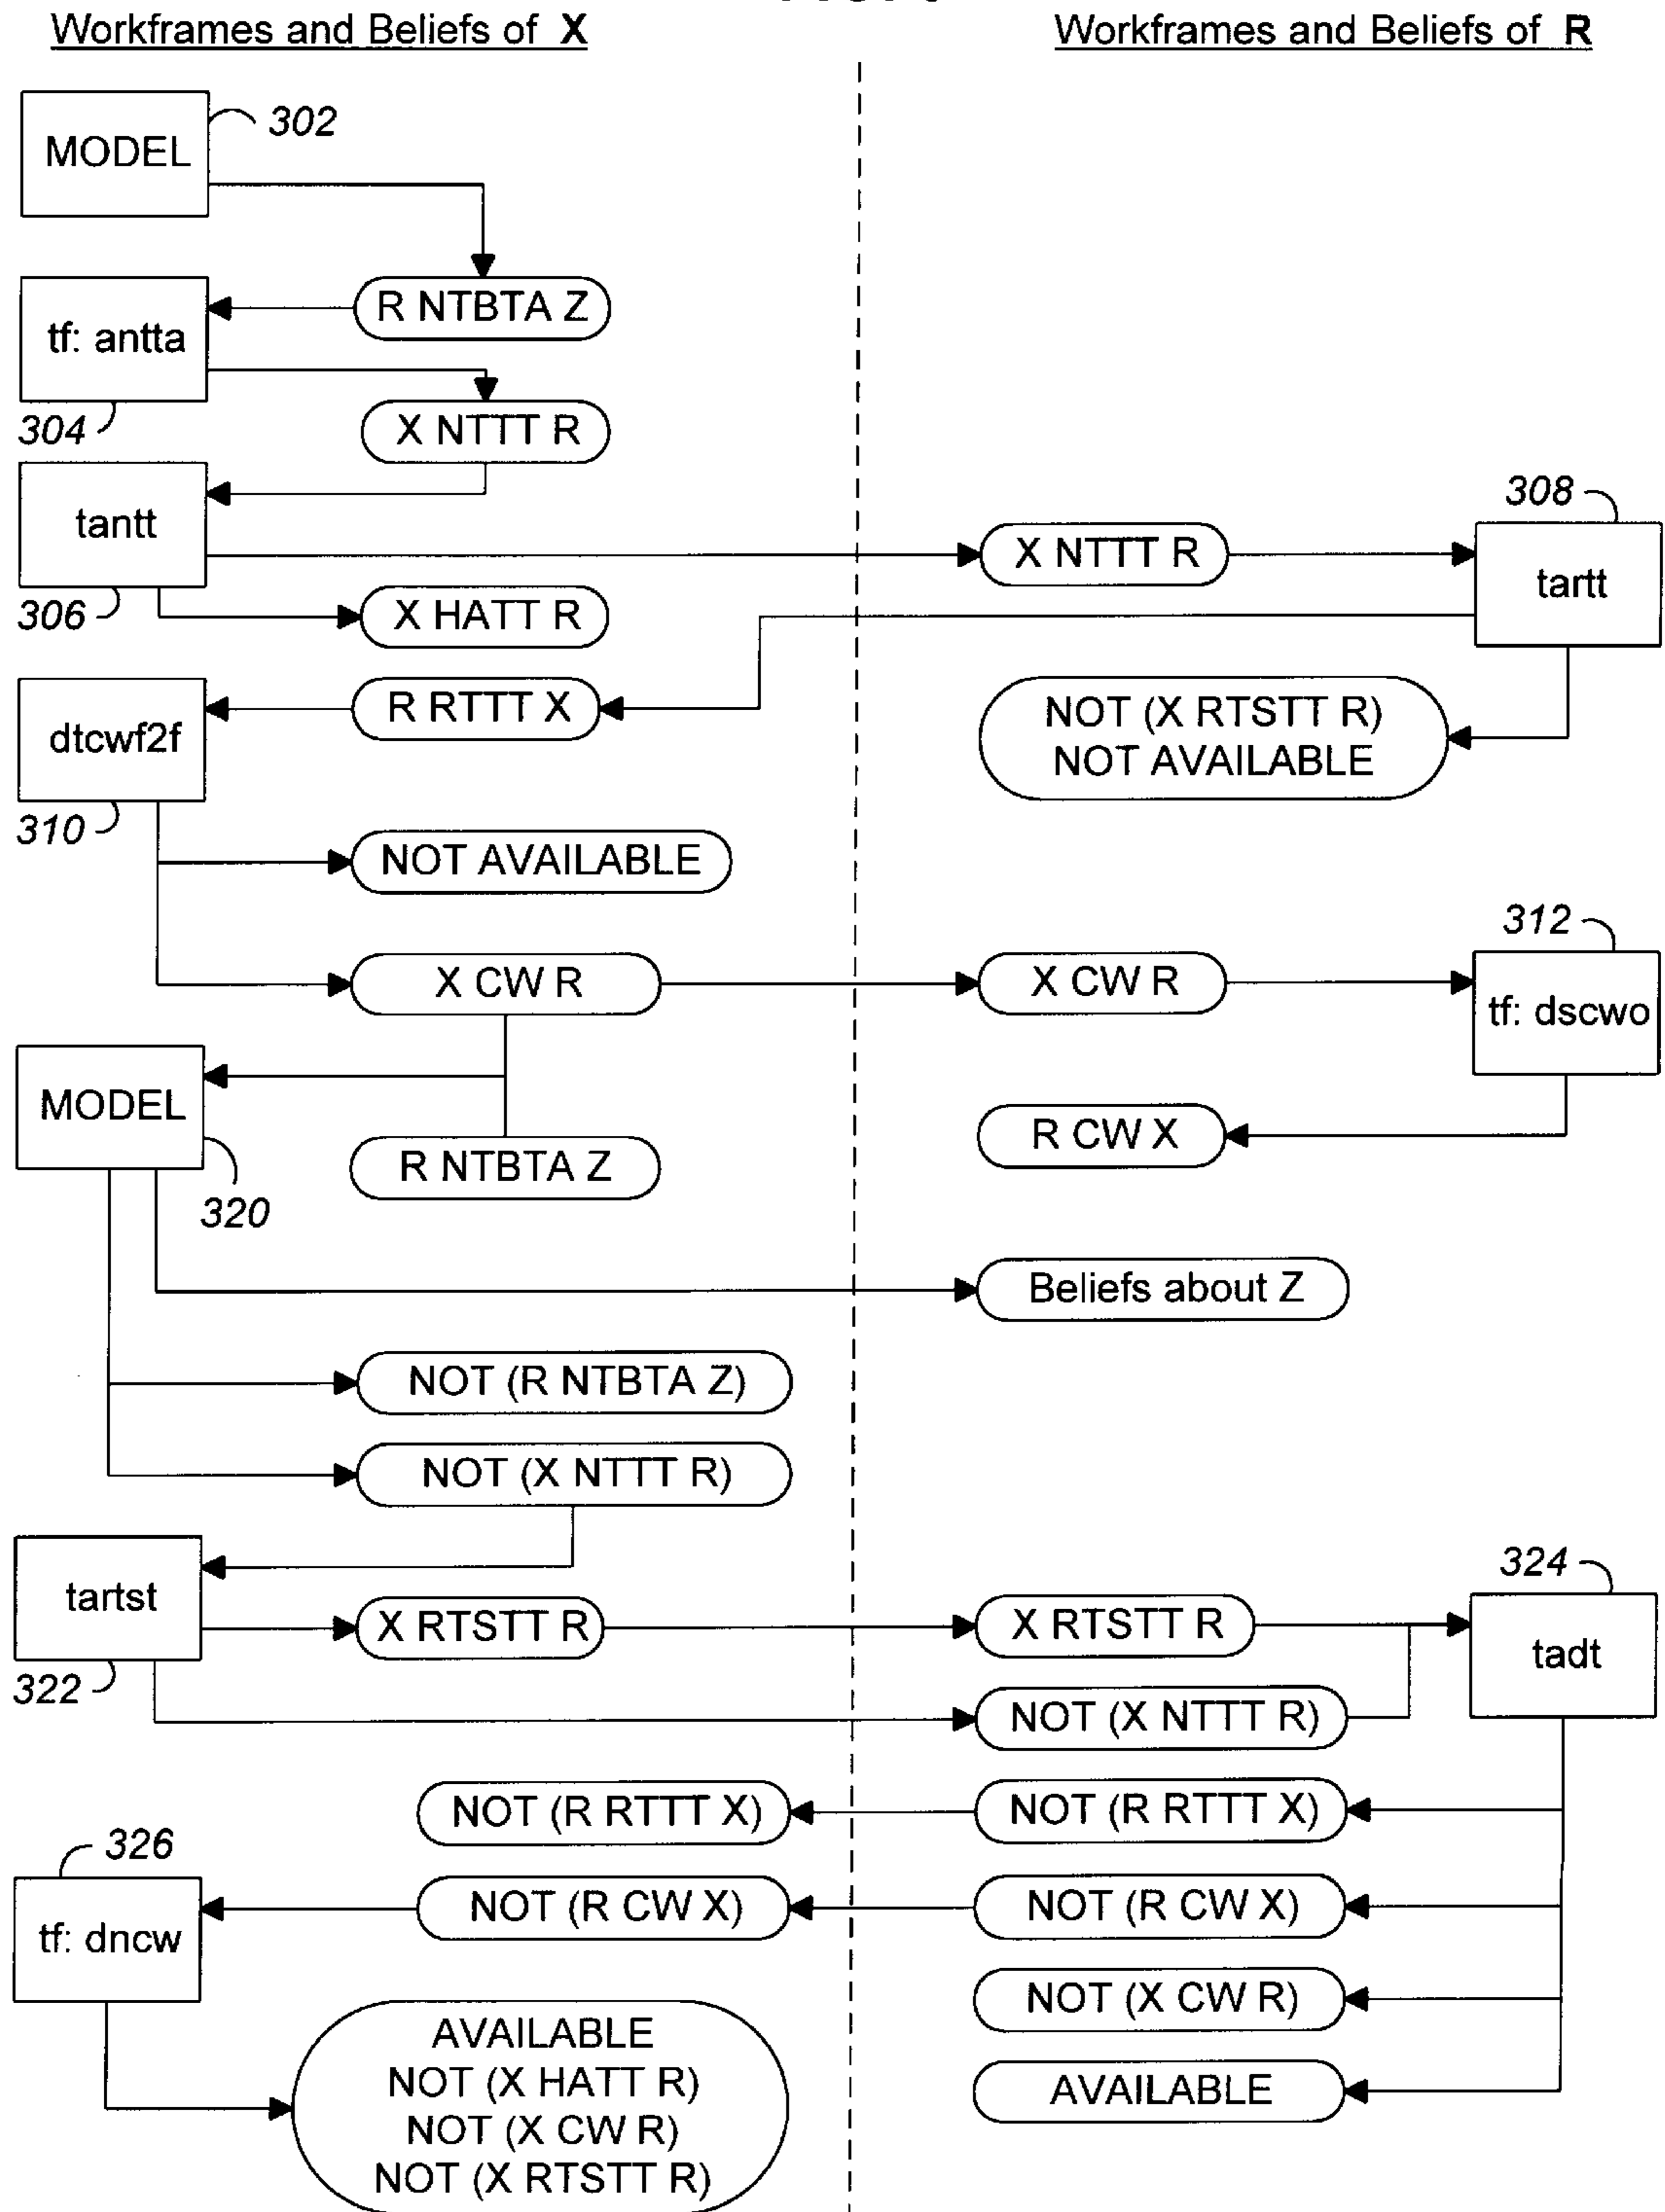 Workframes and Beliefs of X
Workframes and Beliefs of R
MODEL
302
R NTBTA Z
tf: antta
304
X NTTT R
tantt
306
X NTTT R
308
tartt
X HATT R
R RTTT X
dtcwf2f
310
NOT (X RTSTT R)
NOT AVAILABLE
NOT AVAILABLE
X CW R
X CW R
312
tf: dscwo
MODEL
320
R NTBTA Z
R CW X
Beliefs about Z
NOT (R NTBTA Z)
NOT (X NTTT R)
tartst
322
X RTSTT R
X RTSTT R
324
tadt
NOT (X NTTT R)
NOT (R RTTT X)
NOT (R RTTT X)
326
tf: dncw
NOT (R CW X)
NOT (R CW X)
NOT (X CW R)
AVAILABLE
AVAILABLE
NOT (X HATT R)
NOT (X CW R)
NOT (X RTSTT R)